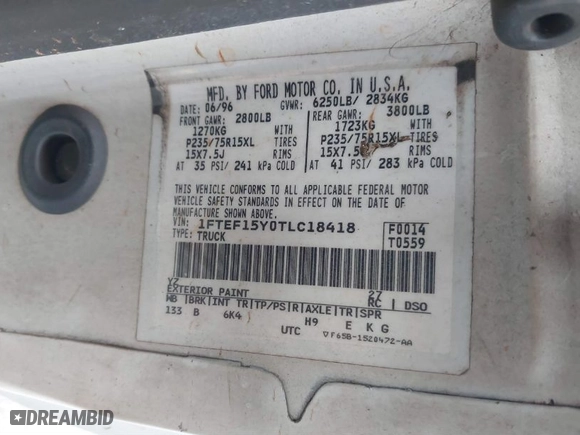 MFD. BY FORD MOTOR CO. IN U.S.A.
DATE: 06/96 GVWR: 6250LB/ 2834KG
FRONT GAWR: 2800LB REAR GAWR: 3800LB
1270KG WITH 1723KG WITH
P235/75R15XL TIRES P235/75R15XL TIRES
15X7.5J RIMS 15X7.5 RIMS
AT 35 PSI/ 241 kPa COLD AT 41 PSI/ 283 kPa COLD
THIS VEHICLE CONFORMS TO ALL APPLICABLE FEDERAL MOTOR
VEHICLE SAFETY STANDARDS IN EFFECT ON THE DATE OF
MANUFACTURE SHOWN ABOVE.
VIN: 1FTEF15Y0TLC18418 F0014
TYPE: TRUCK T0559
YZ 27
EXTERIOR PAINT RC DSO
WB BRK INT TR TP/PS R AXLE TR SPR
133 B 6K4 H9 E K G
UTC ▽F65B-1520472-AA
DREAMBID